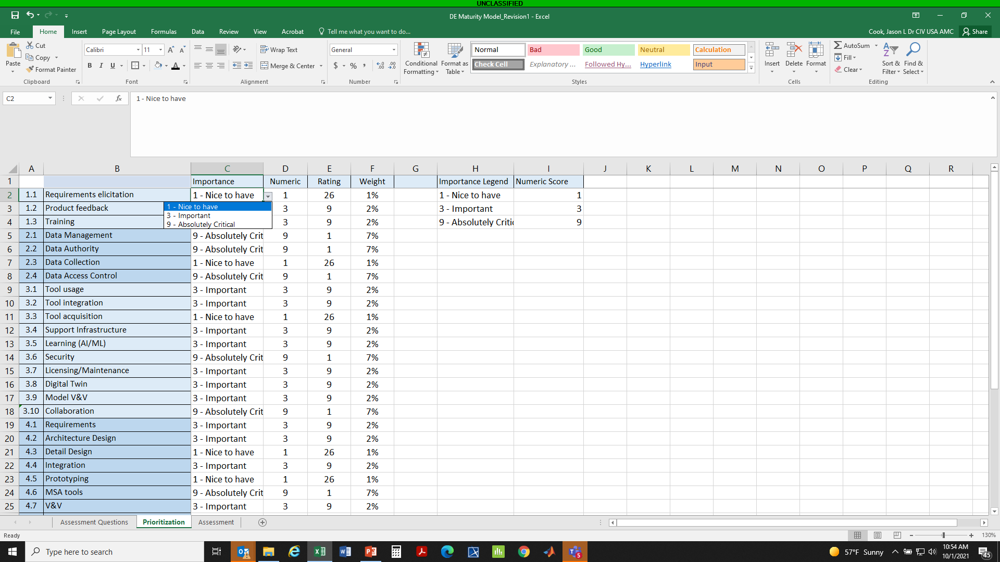 UNCLASSIFIED
DE Maturity Model_Revision1 - Excel
File Home Insert Page Layout Formulas Data Review View Acrobat Tell me what you want to do... Cook, Jason L Dr CIV USA AMC Share
Paste Cut Copy Format Painter Clipboard
Calibri 11 B I U Font
Wrap Text Merge & Center Alignment
General $ % , Number
Conditional Formatting Format as Table
Normal Bad Good Neutral Calculation
Check Cell Explanatory ... Followed Hy... Hyperlink Input
Styles
Insert Delete Format Cells
AutoSum Fill Clear Sort & Filter Find & Select Editing
C2 fx 1 - Nice to have
A B C D E F G H I J K L M N O P Q R
1 Importance Numeric Rating Weight Importance Legend Numeric Score
2 1.1 Requirements elicitation 1 - Nice to have 1 26 1% 1 - Nice to have 1
3 1.2 Product feedback 3 9 2% 3 - Important 3
4 1.3 Training 3 9 2% 9 - Absolutely Critic 9
1 - Nice to have
3 - Important
9 - Absolutely Critical
5 2.1 Data Management 9 - Absolutely Crit 9 1 7%
6 2.2 Data Authority 9 - Absolutely Crit 9 1 7%
7 2.3 Data Collection 1 - Nice to have 1 26 1%
8 2.4 Data Access Control 9 - Absolutely Crit 9 1 7%
9 3.1 Tool usage 3 - Important 3 9 2%
10 3.2 Tool integration 3 - Important 3 9 2%
11 3.3 Tool acquisition 1 - Nice to have 1 26 1%
12 3.4 Support Infrastructure 3 - Important 3 9 2%
13 3.5 Learning (AI/ML) 3 - Important 3 9 2%
14 3.6 Security 9 - Absolutely Crit 9 1 7%
15 3.7 Licensing/Maintenance 3 - Important 3 9 2%
16 3.8 Digital Twin 3 - Important 3 9 2%
17 3.9 Model V&V 3 - Important 3 9 2%
18 3.10 Collaboration 9 - Absolutely Crit 9 1 7%
19 4.1 Requirements 3 - Important 3 9 2%
20 4.2 Architecture Design 3 - Important 3 9 2%
21 4.3 Detail Design 1 - Nice to have 1 26 1%
22 4.4 Integration 3 - Important 3 9 2%
23 4.5 Prototyping 1 - Nice to have 1 26 1%
24 4.6 MSA tools 9 - Absolutely Crit 9 1 7%
25 4.7 V&V 3 - Important 3 9 2%
Assessment Questions Prioritization Assessment
Ready 130%
Type here to search 57°F Sunny 10:54 AM
10/1/2021 45